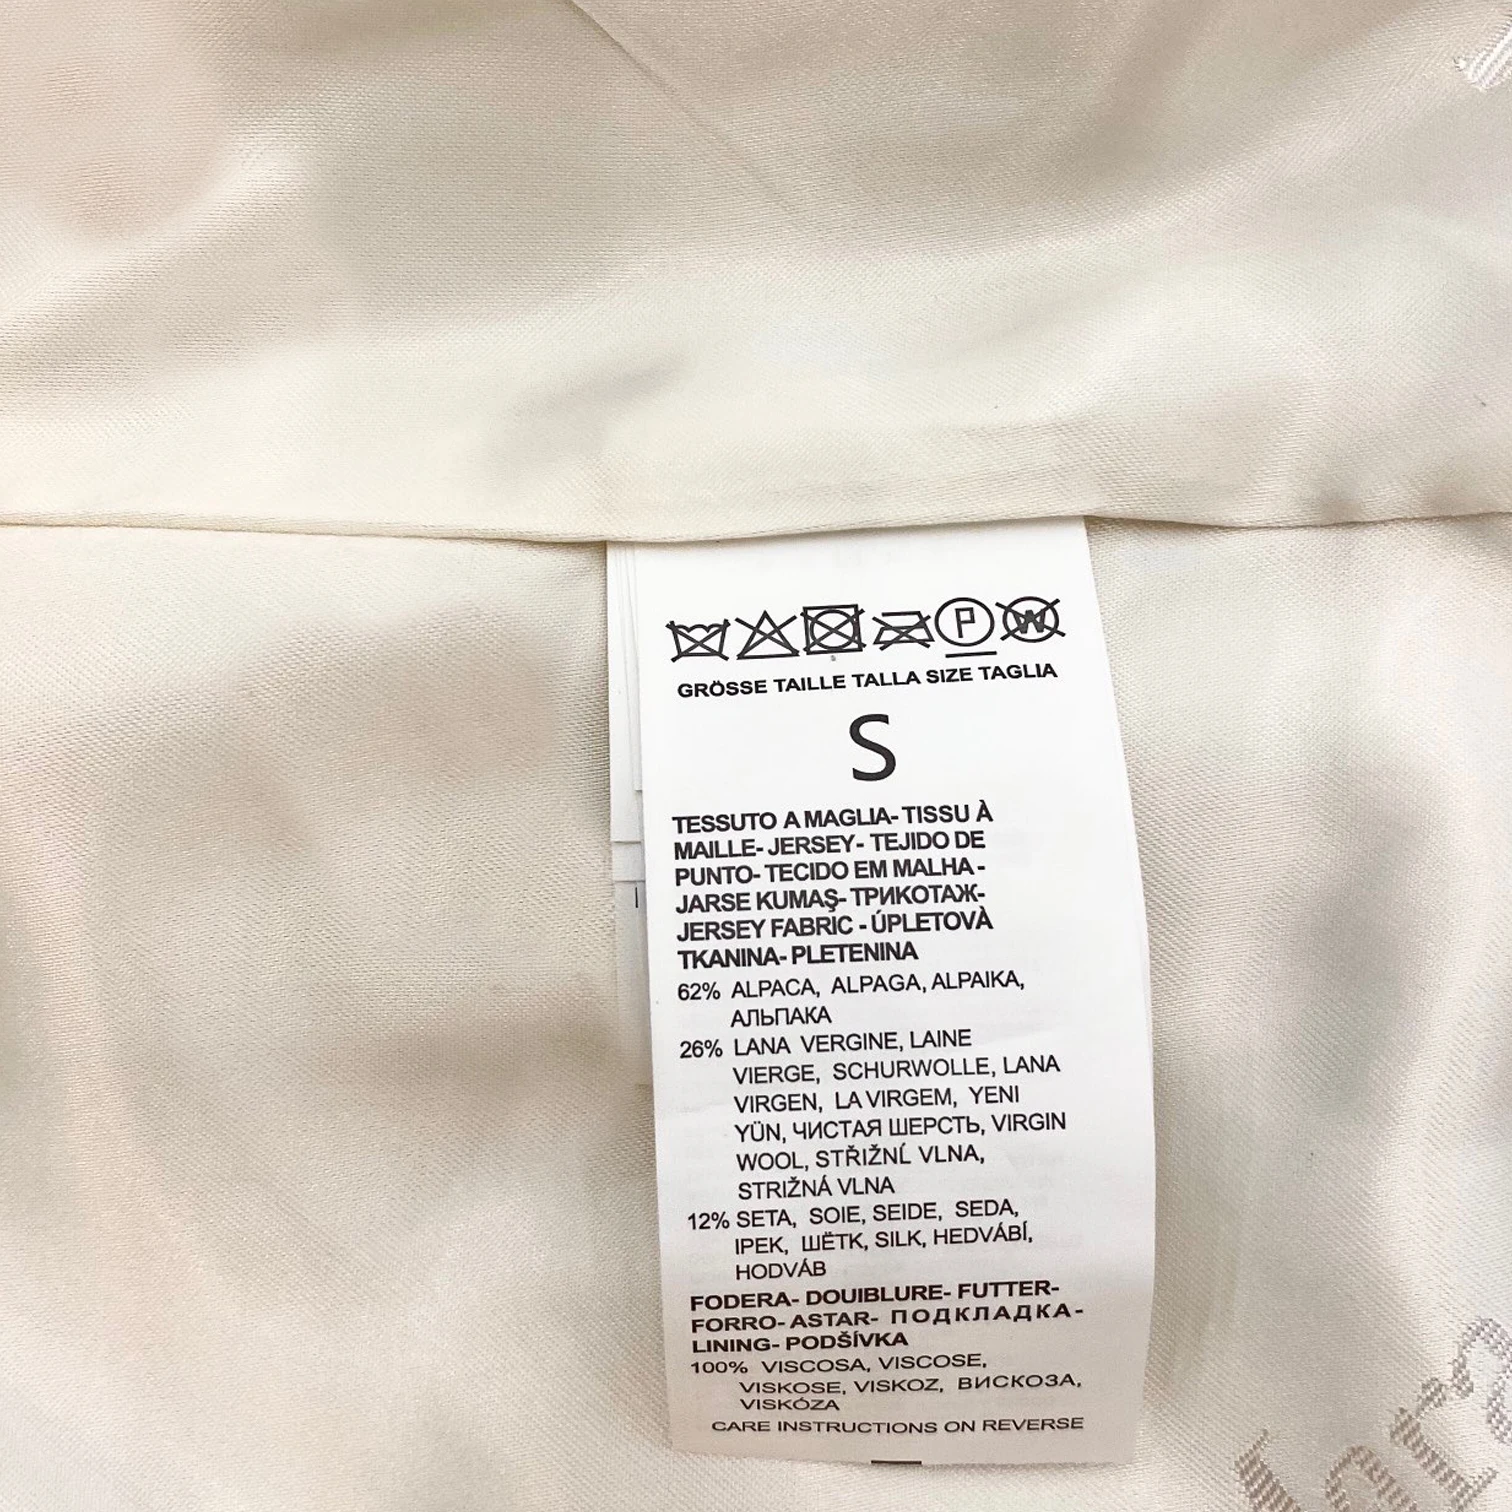 P
W
GRÖSSE TAILLE TALLA SIZE TAGLIA
S
TESSUTO A MAGLIA- TISSU À
MAILLE- JERSEY- TEJIDO DE
PUNTO- TECIDO EM MALHA-
JARSE KUMAŞ- ТРИКОТАЖ-
JERSEY FABRIC - ÚPLETOVÀ
TKANINA- PLETENINA
62% ALPACA, ALPAGA, ALPAIKA,
АЛЬПАКА
26% LANA VERGINE, LAINE
VIERGE, SCHURWOLLE, LANA
VIRGEN, LA VIRGEM, YENI
YÜN, ЧИСТАЯ ШЕРСТЬ, VIRGIN
WOOL, STŘIŽNÍ VLNA,
STRIŽNÁ VLNA
12% SETA, SOIE, SEIDE, SEDA,
IPEK, ШЁТК, SILK, HEDVÁBÍ,
HODVÁB
FODERA- DOUIBLURE- FUTTER-
FORRO- ASTAR- ПОДКЛАДКА-
LINING- PODŠÍVKA
100% VISCOSA, VISCOSE,
VISKOSE, VISKOZ, ВИСКОЗА,
VISKÓZA
CARE INSTRUCTIONS ON REVERSE